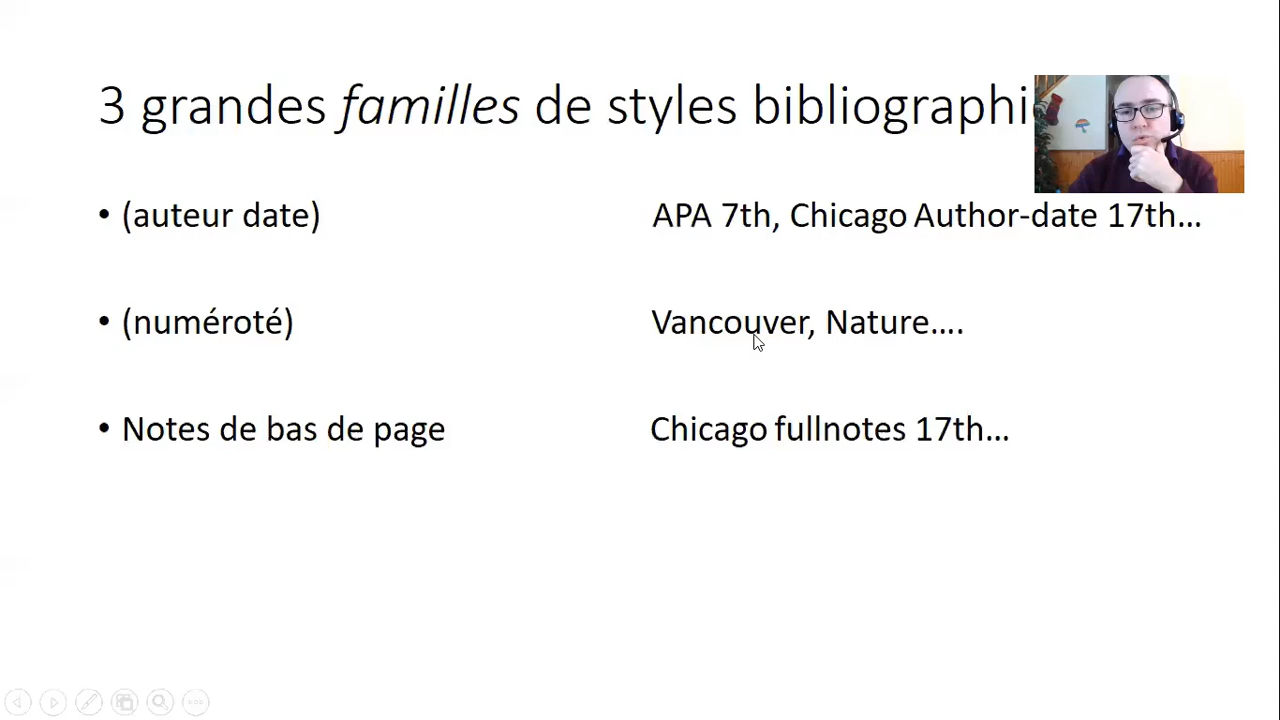 3 grandes familles de styles
• (auteur date) APA 7th, Chicago Author-date 17th...
• (numéroté) Vancouver, Nature....
• Notes de bas de page Chicago fullnotes 17th...